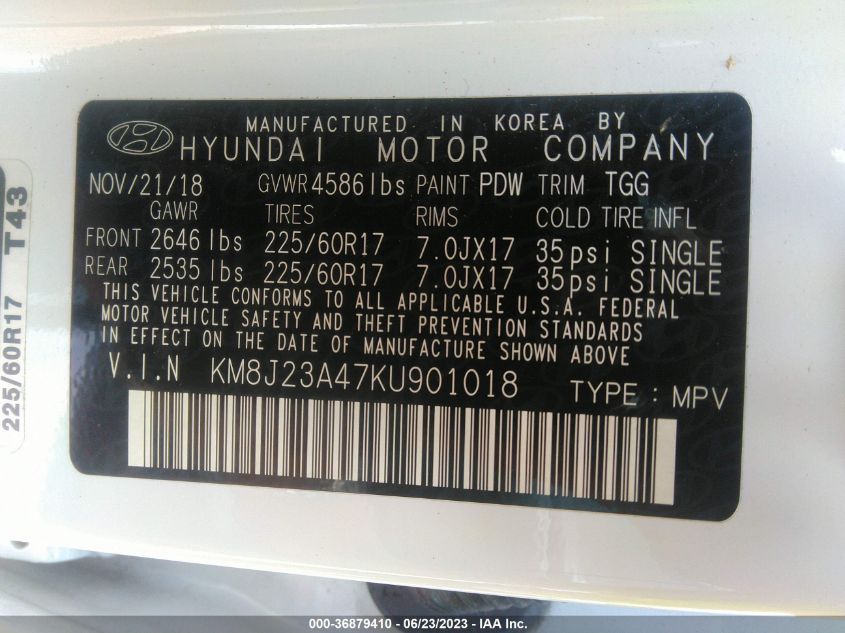 MANUFACTURED IN KOREA BY
HYUNDAI MOTOR COMPANY
NOV/21/18 GVWR 4586 lbs PAINT PDW TRIM TGG
GAWR TIRES RIMS COLD TIRE INFL
FRONT 2646 lbs 225/60R17 7.0JX17 35psi SINGLE
REAR 2535 lbs 225/60R17 7.0JX17 35psi SINGLE
THIS VEHICLE CONFORMS TO ALL APPLICABLE U.S.A. FEDERAL
MOTOR VEHICLE SAFETY AND THEFT PREVENTION STANDARDS
IN EFFECT ON THE DATE OF MANUFACTURE SHOWN ABOVE
V.I.N KM8J23A47KU901018 TYPE : MPV
225/60R17 T43
000-36879410 - 06/23/2023 - IAA Inc.